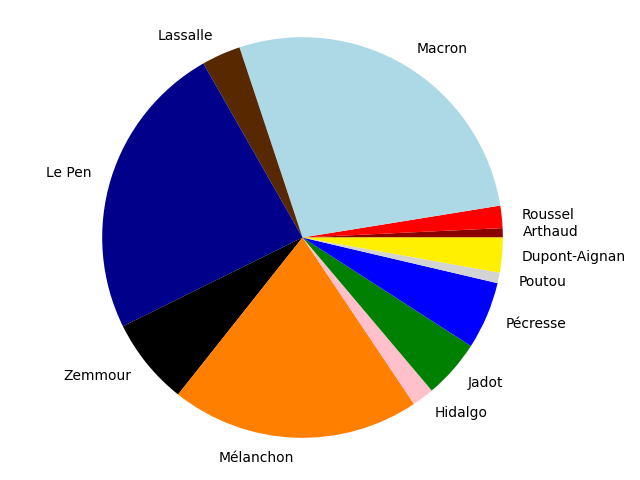 Lassalle
Macron
Le Pen
Roussel
Arthaud
Dupont-Aignan
Poutou
Pécresse
Zemmour
Jadot
Hidalgo
Mélanchon